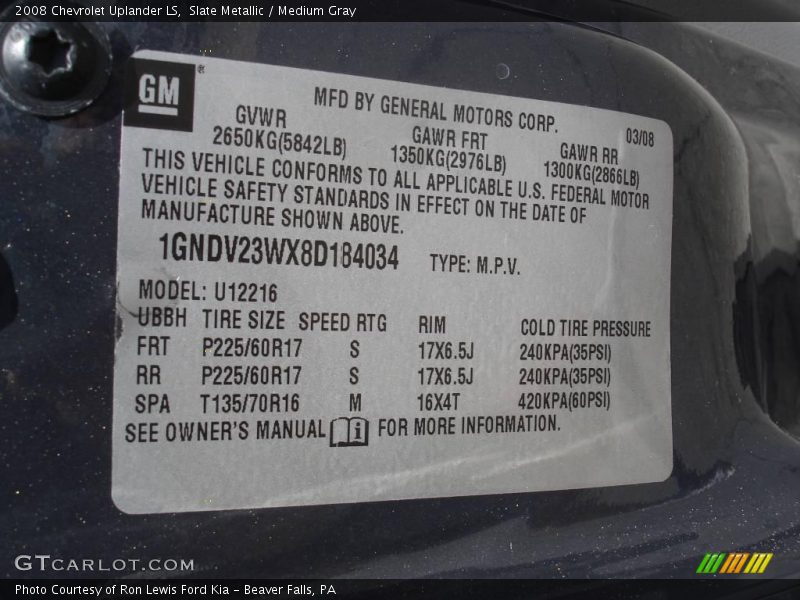 2008 Chevrolet Uplander LS, Slate Metallic / Medium Gray
GM®
MFD BY GENERAL MOTORS CORP. 03/08
GVWR GAWR FRT GAWR RR
2650KG(5842LB) 1350KG(2976LB) 1300KG(2866LB)
THIS VEHICLE CONFORMS TO ALL APPLICABLE U.S. FEDERAL MOTOR
VEHICLE SAFETY STANDARDS IN EFFECT ON THE DATE OF
MANUFACTURE SHOWN ABOVE.
1GNDV23WX8D184034 TYPE: M.P.V.
MODEL: U12216
UBBH TIRE SIZE SPEED RTG RIM COLD TIRE PRESSURE
FRT P225/60R17 S 17X6.5J 240KPA(35PSI)
RR P225/60R17 S 17X6.5J 240KPA(35PSI)
SPA T135/70R16 M 16X4T 420KPA(60PSI)
SEE OWNER'S MANUAL i FOR MORE INFORMATION.
GTCARLOT.COM
Photo Courtesy of Ron Lewis Ford Kia – Beaver Falls, PA